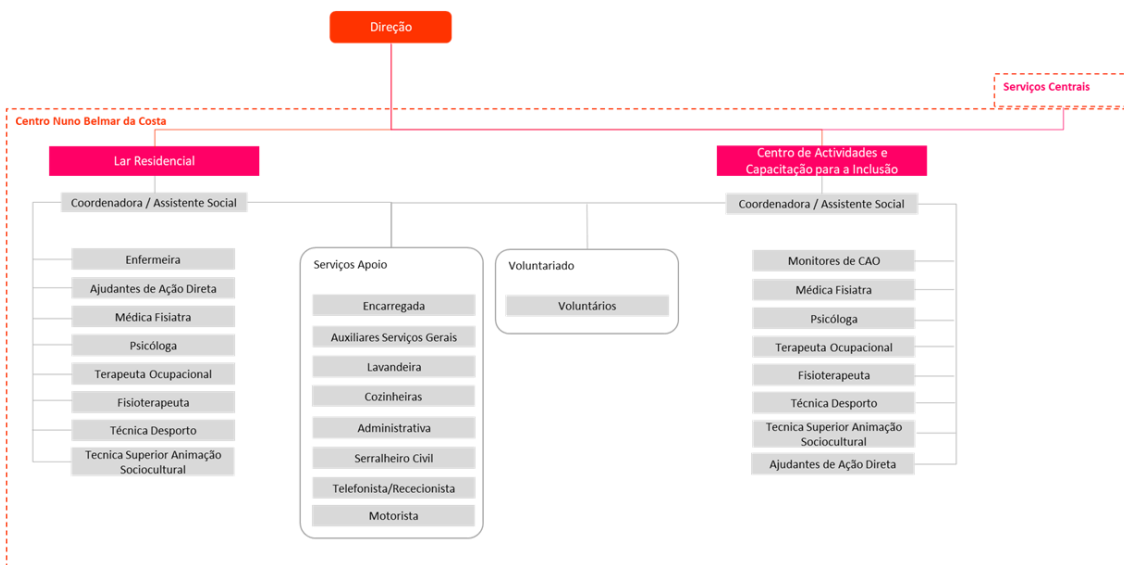 Direção
Serviços Centrais
Centro Nuno Belmar da Costa
Lar Residencial
Centro de Actividades e
Capacitação para a Inclusão
Coordenadora / Assistente Social
Coordenadora / Assistente Social
Enfermeira
Ajudantes de Ação Direta
Médica Fisiatra
Psicóloga
Terapeuta Ocupacional
Fisioterapeuta
Técnica Desporto
Tecnica Superior Animação
Sociocultural
Serviços Apoio
Encarregada
Auxiliares Serviços Gerais
Lavandeira
Cozinheiras
Administrativa
Serralheiro Civil
Telefonista/Rececionista
Motorista
Voluntariado
Voluntários
Monitores de CAO
Médica Fisiatra
Psicóloga
Terapeuta Ocupacional
Fisioterapeuta
Técnica Desporto
Tecnica Superior Animação
Sociocultural
Ajudantes de Ação Direta